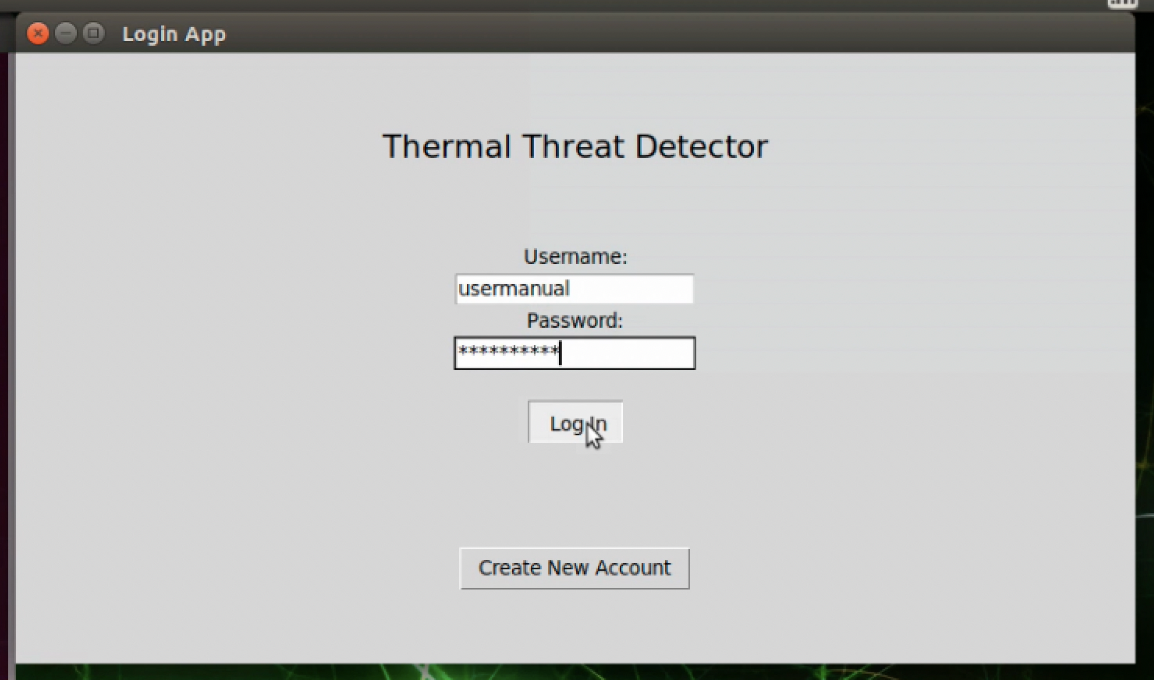 Login App
Thermal Threat Detector
Username:
usermanual
Password:
**********
Log In
Create New Account